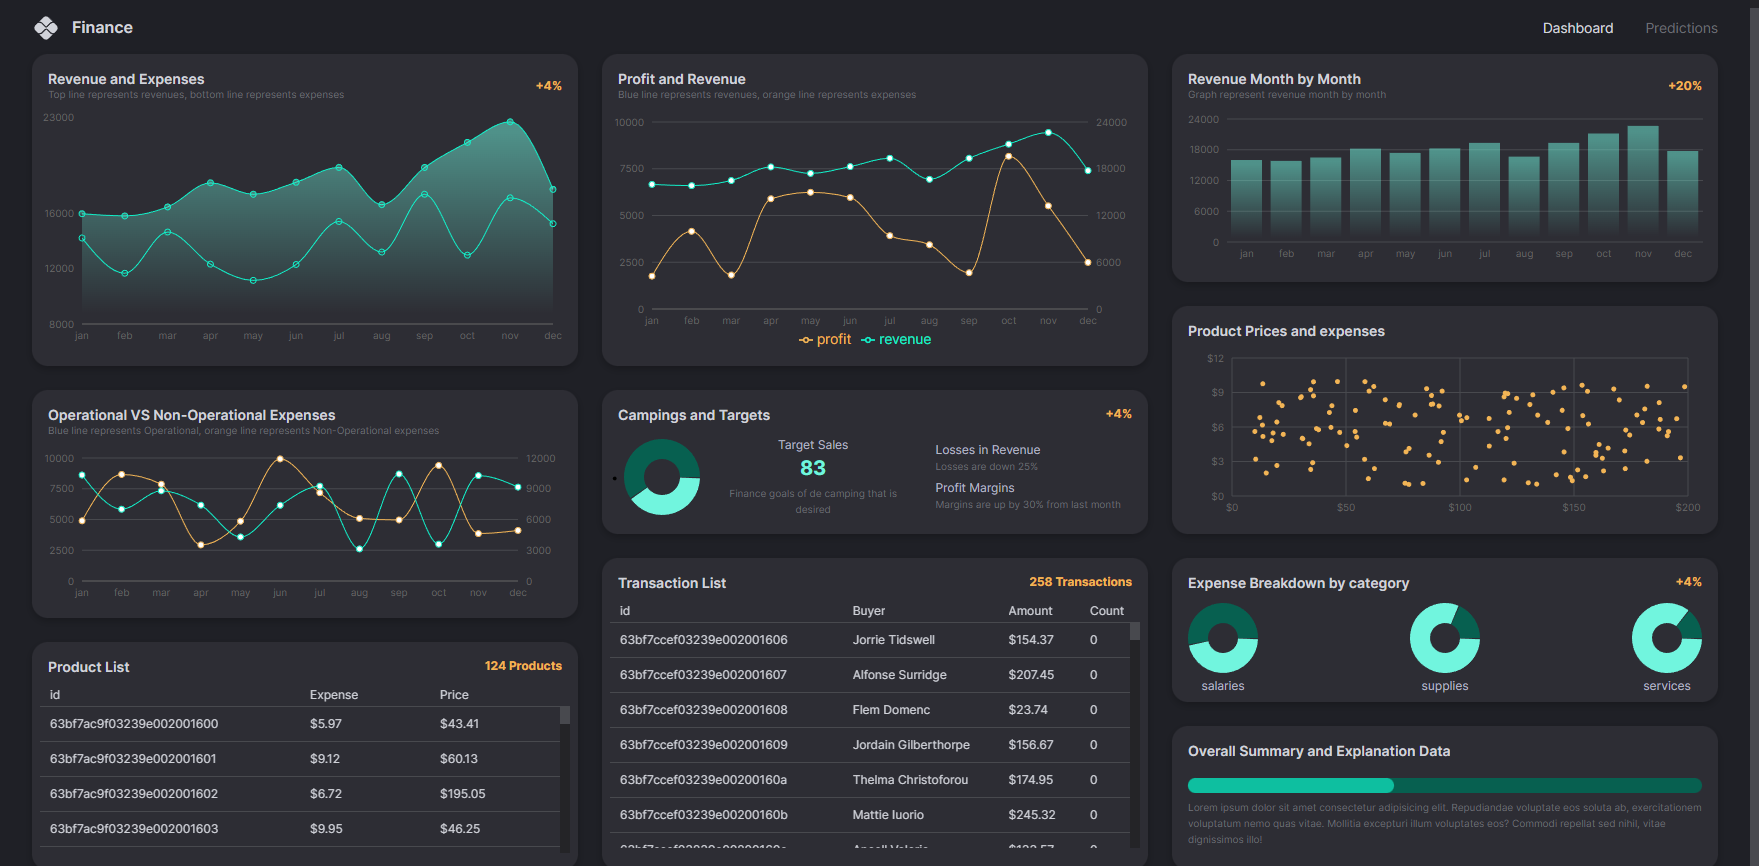 Finance
Dashboard
Predictions
Revenue and Expenses
Top line represents revenues, bottom line represents expenses
+4%
23000
16000
12000
8000
jan feb mar apr may jun jul aug sep oct nov dec
Profit and Revenue
Blue line represents revenues, orange line represents expenses
10000
7500
5000
2500
0
24000
18000
12000
6000
0
jan feb mar apr may jun jul aug sep oct nov dec
profit revenue
Revenue Month by Month
Graph represent revenue month by month
+20%
24000
18000
12000
6000
0
jan feb mar apr may jun jul aug sep oct nov dec
Operational VS Non-Operational Expenses
Blue line represents Operational, orange line represents Non-Operational expenses
10000
7500
5000
2500
0
12000
9000
6000
3000
0
jan feb mar apr may jun jul aug sep oct nov dec
Campings and Targets
+4%
Target Sales
83
Finance goals of de camping that is
desired
Losses in Revenue
Losses are down 25%
Profit Margins
Margins are up by 30% from last month
Product Prices and expenses
$12
$9
$6
$3
$0
$0 $50 $100 $150 $200
Product List
124 Products
id Expense Price
63bf7ac9f03239e002001600 $5.97 $43.41
63bf7ac9f03239e002001601 $9.12 $60.13
63bf7ac9f03239e002001602 $6.72 $195.05
63bf7ac9f03239e002001603 $9.95 $46.25
Transaction List
258 Transactions
id Buyer Amount Count
63bf7ccef03239e002001606 Jorrie Tidswell $154.37 0
63bf7ccef03239e002001607 Alfonse Surridge $207.45 0
63bf7ccef03239e002001608 Flem Domenc $23.74 0
63bf7ccef03239e002001609 Jordain Gilberthorpe $156.67 0
63bf7ccef03239e00200160a Thelma Christoforou $174.95 0
63bf7ccef03239e00200160b Mattie Iuorio $245.32 0
Expense Breakdown by category
+4%
salaries
supplies
services
Overall Summary and Explanation Data
Lorem ipsum dolor sit amet consectetur adipisicing elit. Repudiandae voluptate eos soluta ab, exercitationem
voluptatum nemo quas vitae. Mollitia excepturi illum voluptates eos? Commodi repellat sed nihil, vitae
dignissimos illo!